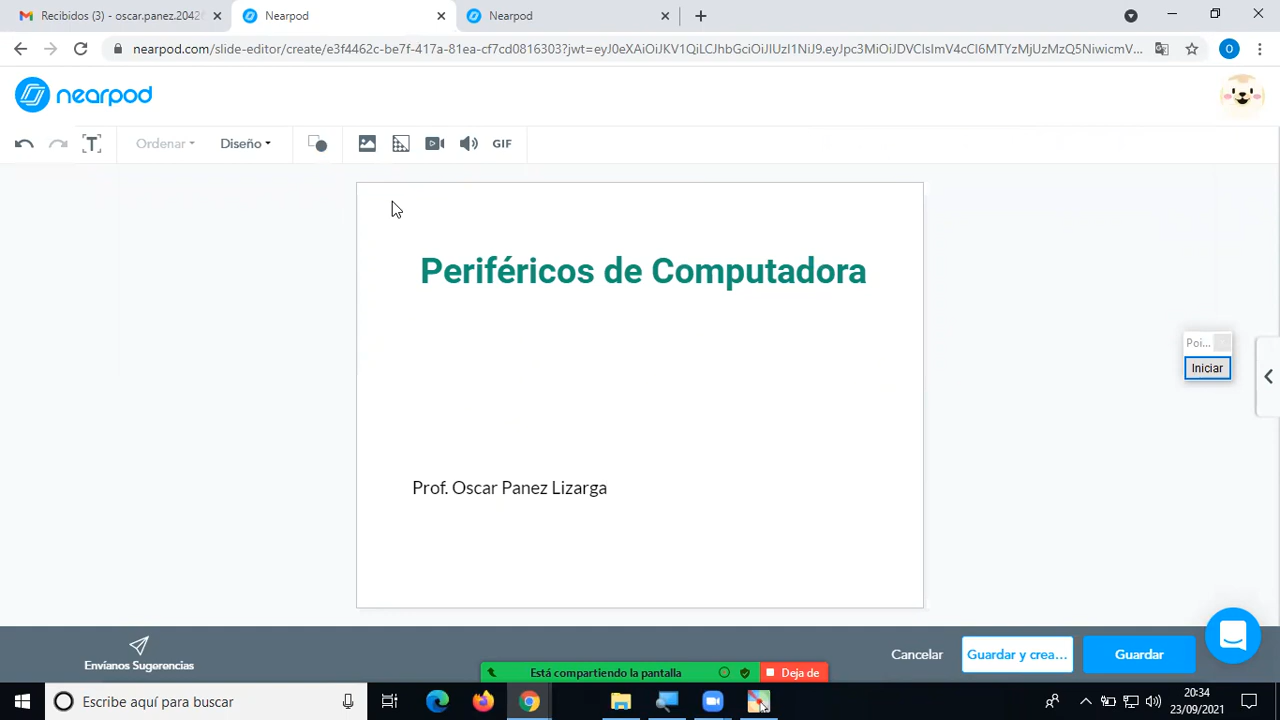 Recibidos (3) - oscar.panez.2042
Nearpod
Nearpod
nearpod.com/slide-editor/create/e3f4462c-be7f-417a-81ea-cf7cd0816303?jwt=eyJ0eXAiOiJKV1QiLCJhbGciOiJIUzI1NiJ9.eyJpc3MiOiJDVCIsImV4cCI6MTYzMjUzMzQ5NiwicmV...
O
nearpod
T
Ordenar
Diseño
GIF
Periféricos de Computadora
Prof. Oscar Panez Lizarga
Poi...
Iniciar
Envíanos Sugerencias
Cancelar
Guardar y crea...
Guardar
Está compartiendo la pantalla
Deja de
Escribe aquí para buscar
20:34
23/09/2021